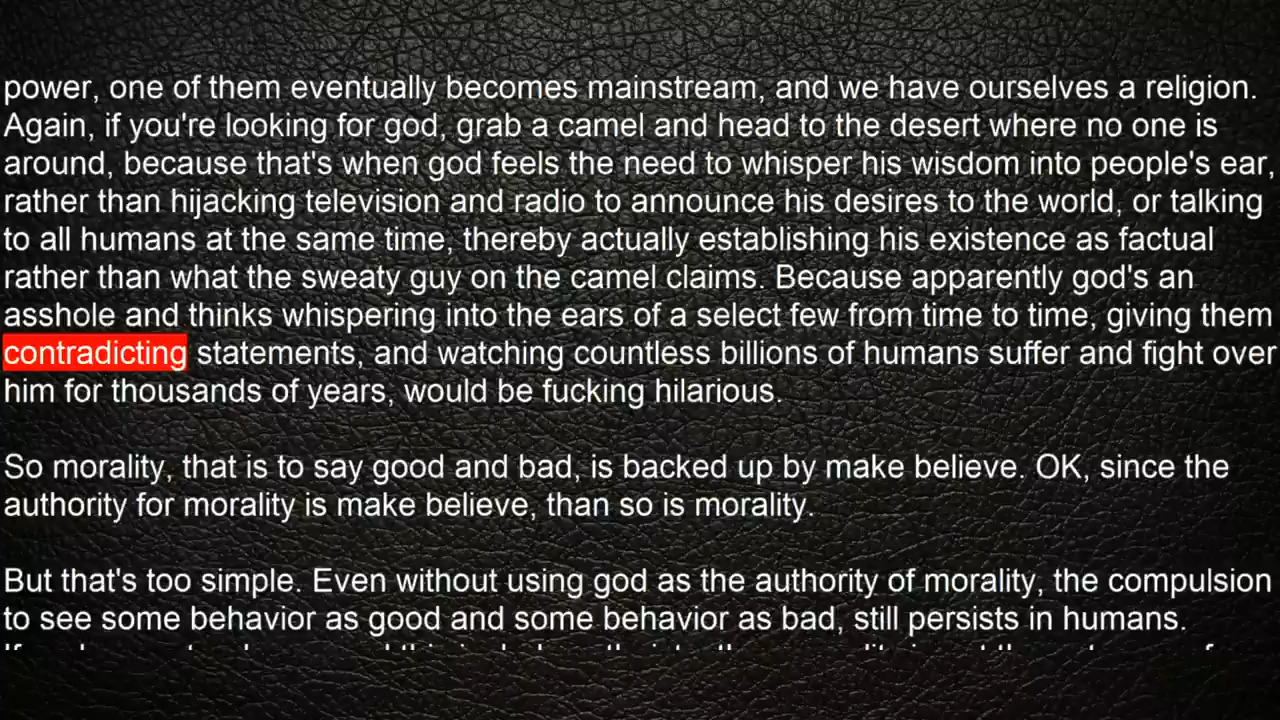 power, one of them eventually becomes mainstream, and we have ourselves a religion.
Again, if you're looking for god, grab a camel and head to the desert where no one is
around, because that's when god feels the need to whisper his wisdom into people's ear,
rather than hijacking television and radio to announce his desires to the world, or talking
to all humans at the same time, thereby actually establishing his existence as factual
rather than what the sweaty guy on the camel claims. Because apparently god's an
asshole and thinks whispering into the ears of a select few from time to time, giving them
contradicting statements, and watching countless billions of humans suffer and fight over
him for thousands of years, would be fucking hilarious.
So morality, that is to say good and bad, is backed up by make believe. OK, since the
authority for morality is make believe, than so is morality.
But that's too simple. Even without using god as the authority of morality, the compulsion
to see some behavior as good and some behavior as bad, still persists in humans.